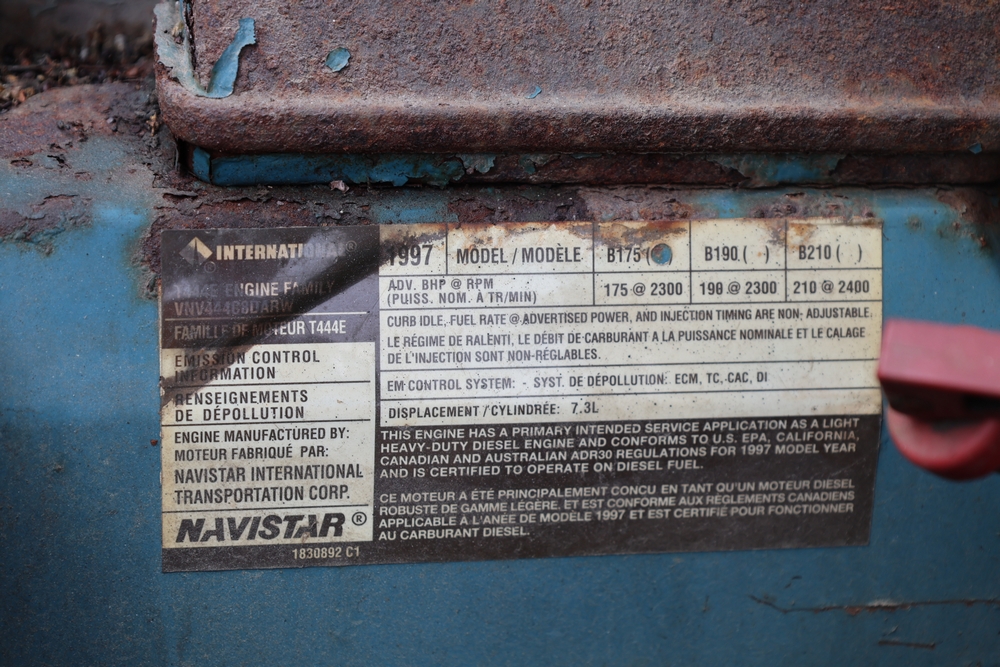 INTERNATIONAL®
T444E ENGINE FAMILY
FAMILLE DE MOTEUR T444E
EMISSION CONTROL
INFORMATION
RENSEIGNEMENTS
DE DÉPOLLUTION
ENGINE MANUFACTURED BY:
MOTEUR FABRIQUÉ PAR:
NAVISTAR INTERNATIONAL
TRANSPORTATION CORP.
NAVISTAR®
1830892 C1
1997 MODEL / MODÈLE B175 ( ) B190 ( ) B210 ( )
ADV. BHP @ RPM
(PUISS. NOM. À TR/MIN) 175 @ 2300 190 @ 2300 210 @ 2400
CURB IDLE, FUEL RATE @ ADVERTISED POWER, AND INJECTION TIMING ARE NON-ADJUSTABLE.
LE RÉGIME DE RALENTI, LE DÉBIT DE CARBURANT A LA PUISSANCE NOMINALE ET LE CALAGE
DE L'INJECTION SONT NON-RÉGLABLES.
EM CONTROL SYSTEM: - SYST. DE DÉPOLLUTION: ECM, TC, CAC, DI
DISPLACEMENT / CYLINDRÉE: 7.3L
THIS ENGINE HAS A PRIMARY INTENDED SERVICE APPLICATION AS A LIGHT
HEAVY-DUTY DIESEL ENGINE AND CONFORMS TO U.S. EPA, CALIFORNIA,
CANADIAN AND AUSTRALIAN ADR30 REGULATIONS FOR 1997 MODEL YEAR
AND IS CERTIFIED TO OPERATE ON DIESEL FUEL.
CE MOTEUR A ÉTÉ PRINCIPALEMENT CONCU EN TANT QU'UN MOTEUR DIESEL
ROBUSTE DE GAMME LÉGÈRE. ET EST CONFORME AUX RÈGLEMENTS CANADIENS
APPLICABLE À L'ANÉE DE MODÈLE 1997 ET EST CERTIFIÉ POUR FONCTIONNER
AU CARBURANT DIESEL.